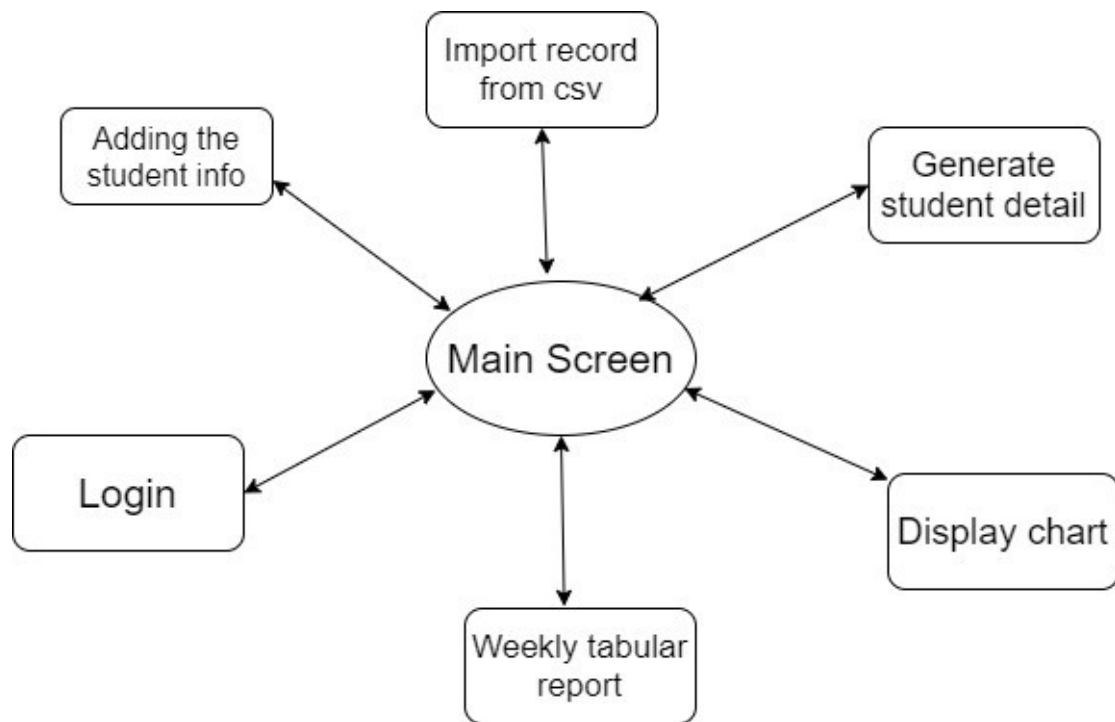 Import record
from csv
Adding the
student info
Generate
student detail
Main Screen
Login
Display chart
Weekly tabular
report